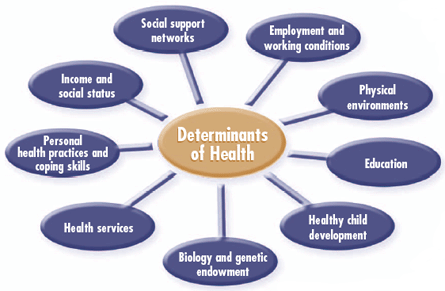 Determinants
of Health
Social support
networks
Employment and
working conditions
Physical
environments
Education
Healthy child
development
Biology and genetic
endowment
Health services
Personal
health practices and
coping skills
Income and
social status